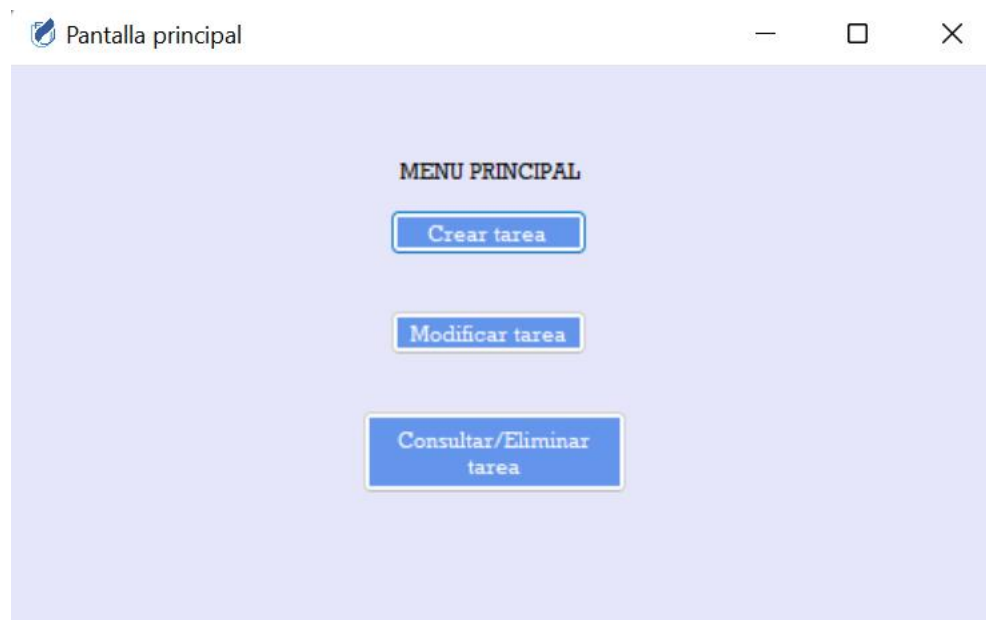 Pantalla principal
MENU PRINCIPAL
Crear tarea
Modificar tarea
Consultar/Eliminar
tarea